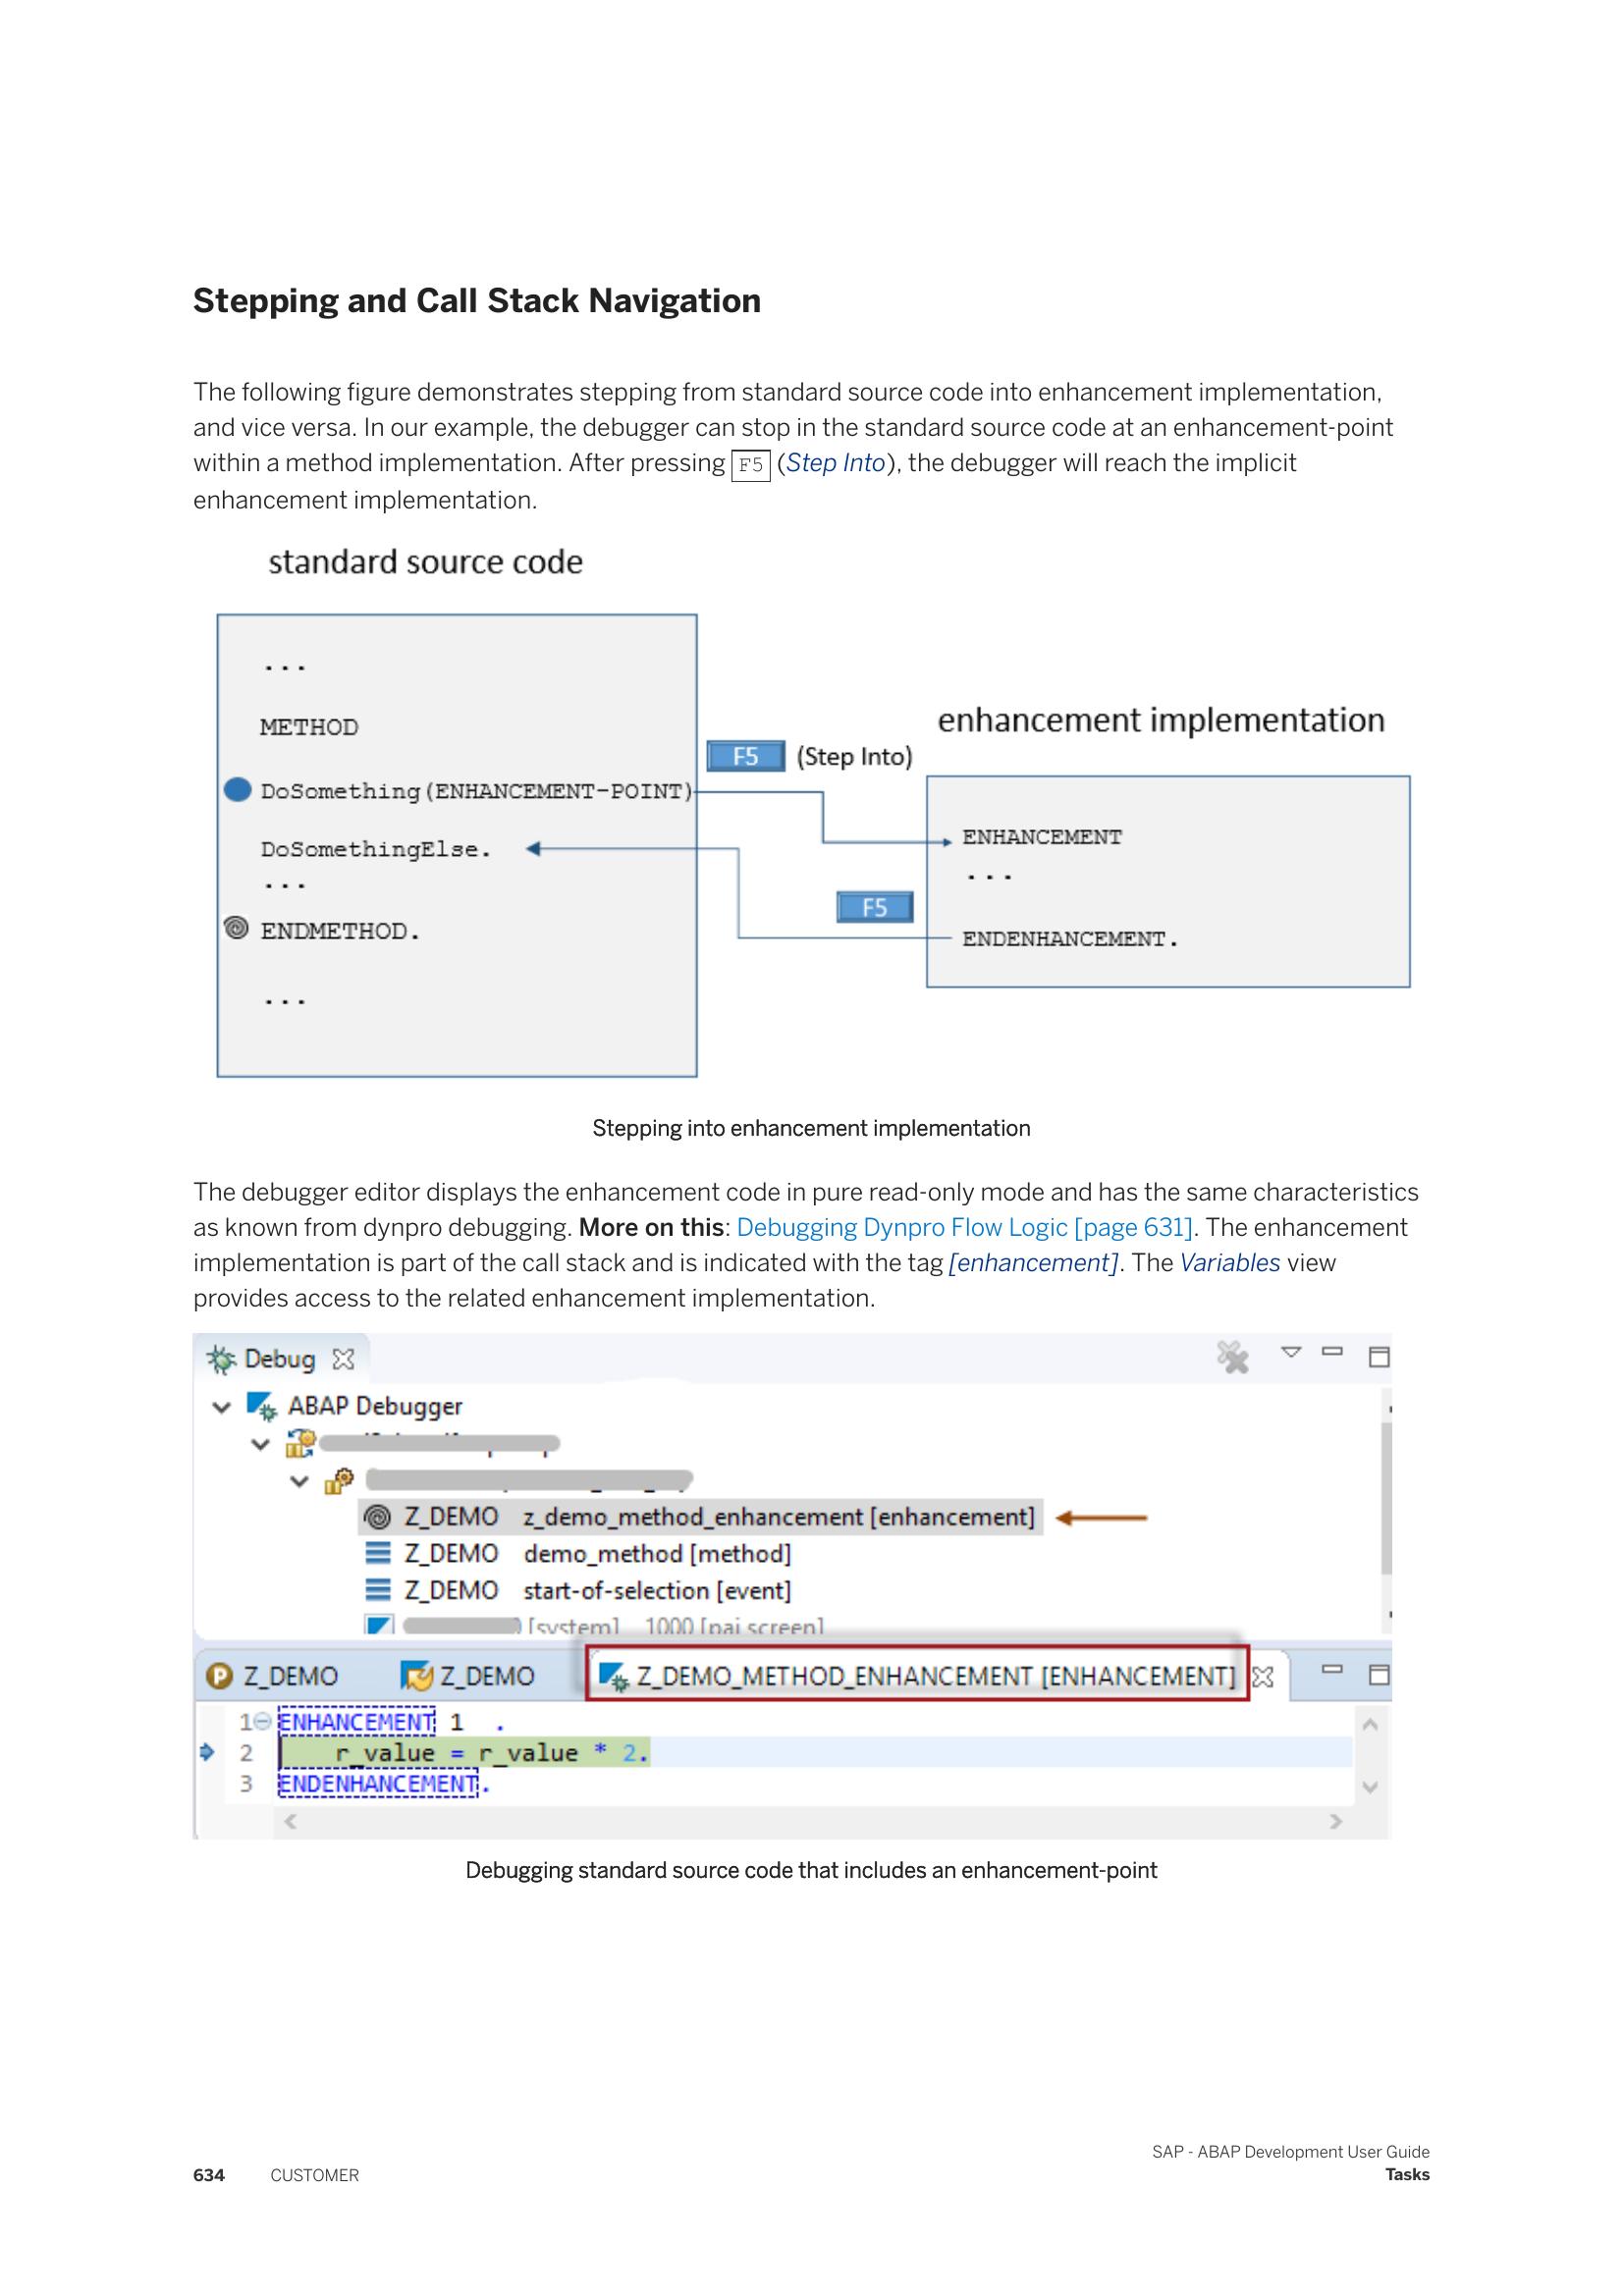 Stepping and Call Stack Navigation
The following figure demonstrates stepping from standard source code into enhancement implementation,
and vice versa. In our example, the debugger can stop in the standard source code at an enhancement-point
within a method implementation. After pressing F5 (Step Into), the debugger will reach the implicit
enhancement implementation.
standard source code
...
METHOD
enhancement implementation
F5 (Step Into)
DoSomething(ENHANCEMENT-POINT)
ENHANCEMENT
DoSomethingElse.
...
...
F5
ENDMETHOD.
ENDENHANCEMENT.
...
Stepping into enhancement implementation
The debugger editor displays the enhancement code in pure read-only mode and has the same characteristics
as known from dynpro debugging. More on this: Debugging Dynpro Flow Logic [page 631]. The enhancement
implementation is part of the call stack and is indicated with the tag [enhancement]. The Variables view
provides access to the related enhancement implementation.
Debug
ABAP Debugger
Z_DEMO z_demo_method_enhancement [enhancement]
Z_DEMO demo_method [method]
Z_DEMO start-of-selection [event]
[system] 1000 [pai screen]
Z_DEMO Z_DEMO Z_DEMO_METHOD_ENHANCEMENT [ENHANCEMENT]
1 ENHANCEMENT 1 .
2 r_value = r_value * 2.
3 ENDENHANCEMENT.
Debugging standard source code that includes an enhancement-point
SAP - ABAP Development User Guide
634 CUSTOMER Tasks